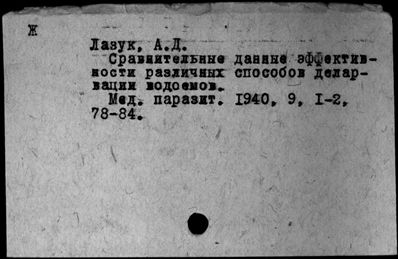 Ж
Лазук, А.Д.
Сравнительные данные эффектив-
ности различных способов делар-
вации водоемов.
Мед. паразит. 1940, 9, 1-2,
78-84.